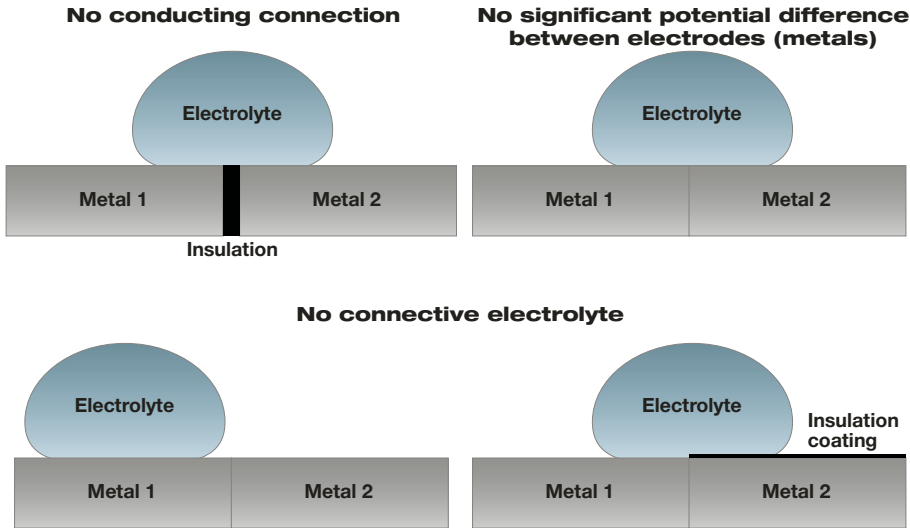 No conducting connection
No significant potential difference
between electrodes (metals)
Electrolyte
Metal 1
Metal 2
Insulation
Electrolyte
Metal 1
Metal 2
No connective electrolyte
Electrolyte
Metal 1
Metal 2
Electrolyte
Insulation
coating
Metal 1
Metal 2